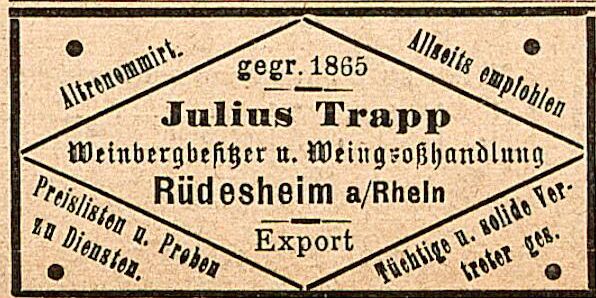 Altrenommirt.
Allseits empfohlen
gegr. 1865
Julius Trapp
Weinbergbesitzer u. Weingroßhandlung
Rüdesheim a/Rhein
Export
Preislisten u. Proben
zu Diensten.
Tüchtige u. solide Ver-
treter ges.